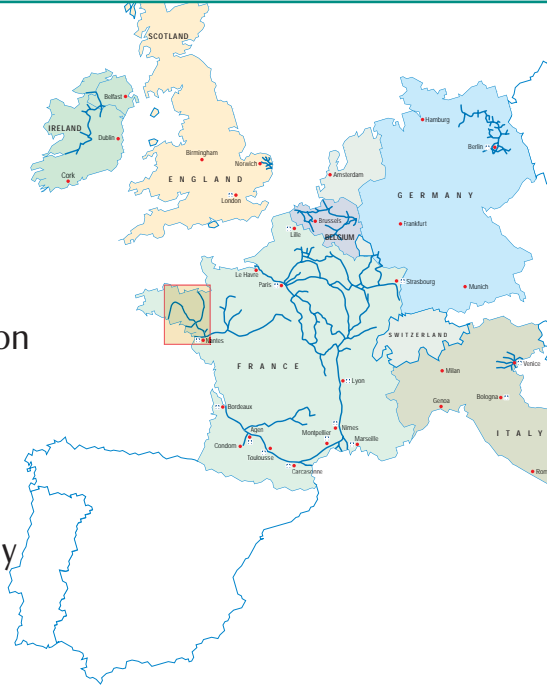 SCOTLAND
Belfast
IRELAND
Dublin
Cork
Birmingham
Norwich
ENGLAND
London
Hamburg
Berlin
Amsterdam
GERMANY
Brussels
Frankfurt
Lille
BELGIUM
Le Havre
Paris
Strasbourg
Munich
on
Nantes
SWITZERLAND
Venice
FRANCE
Milan
Lyon
Bologna
Genoa
Bordeaux
Agen
Nimes
Montpellier
ITALY
Condom
Marseille
Toulousse
Carcasonne
Rom
y